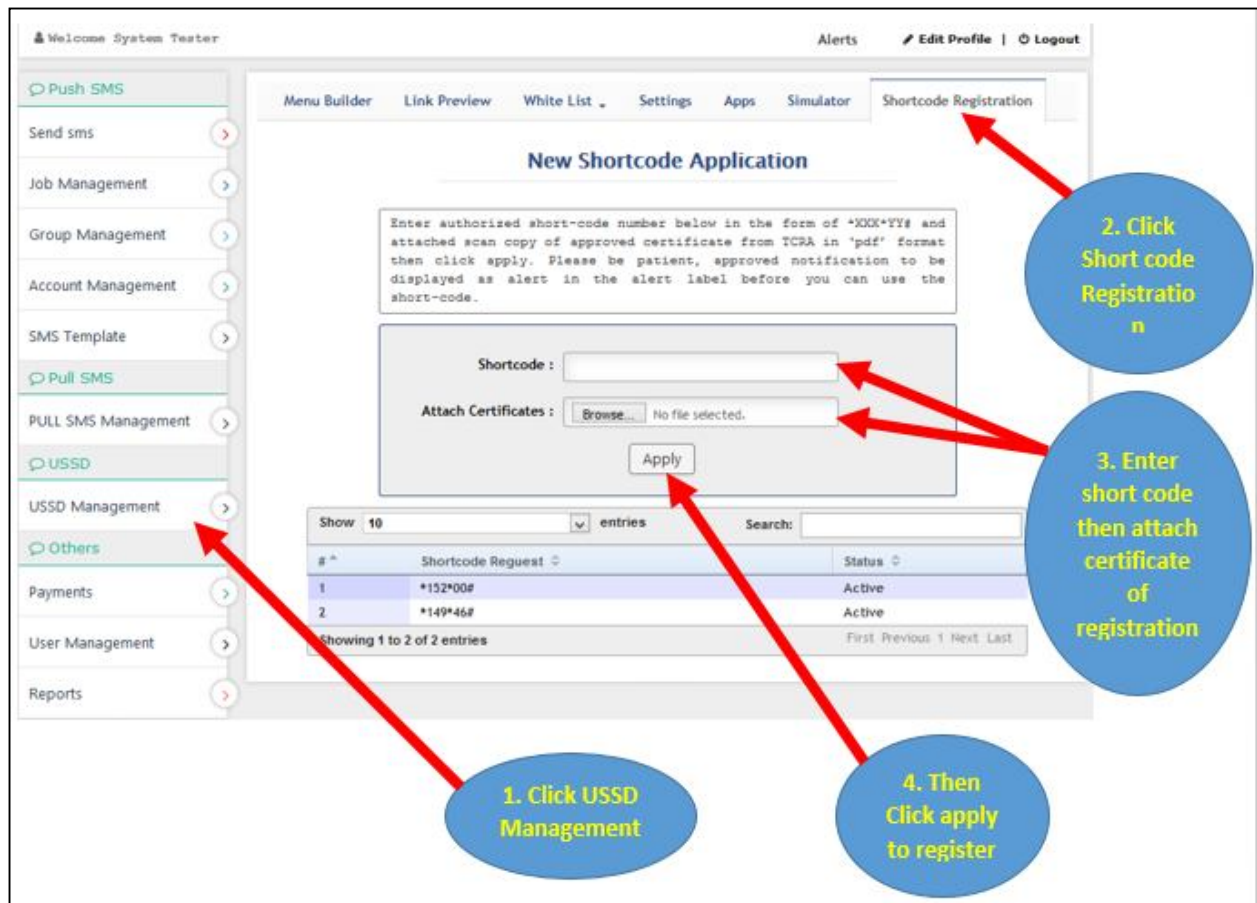 Welcome System Tester
Alerts
Edit Profile | Logout
Push SMS
Send sms
Job Management
Group Management
Account Management
SMS Template
Pull SMS
PULL SMS Management
USSD
USSD Management
Others
Payments
User Management
Reports
Menu Builder Link Preview White List Settings Apps Simulator Shortcode Registration
New Shortcode Application
Enter authorized short-code number below in the form of *XXX*YY# and
attached scan copy of approved certificate from TCRA in "pdf" format
then click apply. Please be patient, approved notification to be
displayed as alert in the alert label before you can use the
short-code.
Shortcode :
Attach Certificates : Browse... No file selected.
Apply
Show 10 entries Search:
# Shortcode Request Status
1 *152*00# Active
2 *149*46# Active
Showing 1 to 2 of 2 entries First Previous 1 Next Last
2. Click
Short code
Registratio
n
3. Enter
short code
then attach
certificate
of
registration
1. Click USSD
Management
4. Then
Click apply
to register